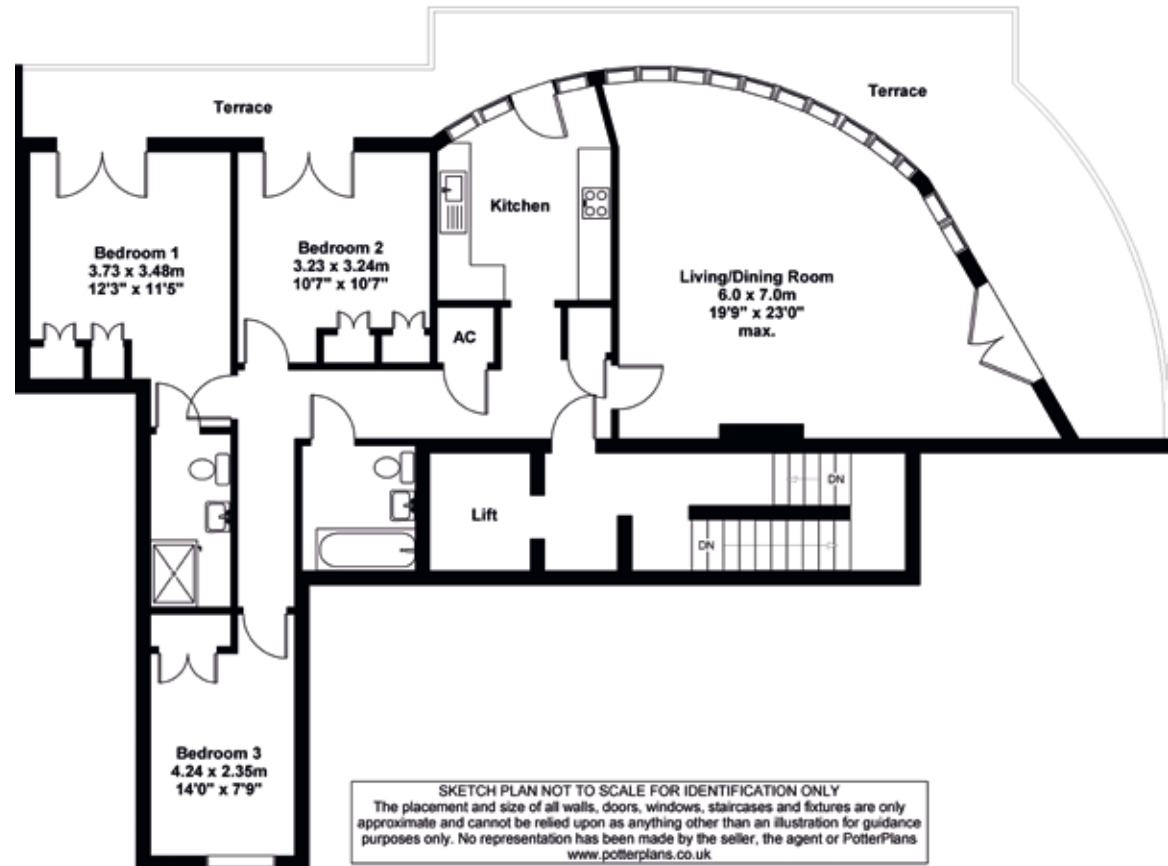 Terrace
Terrace
Kitchen
Bedroom 1
3.73 x 3.48m
12'3" x 11'5"
Bedroom 2
3.23 x 3.24m
10'7" x 10'7"
Living/Dining Room
6.0 x 7.0m
19'9" x 23'0"
max.
AC
Lift
DN
DN
Bedroom 3
4.24 x 2.35m
14'0" x 7'9"
SKETCH PLAN NOT TO SCALE FOR IDENTIFICATION ONLY
The placement and size of all walls, doors, windows, staircases and fixtures are only
approximate and cannot be relied upon as anything other than an illustration for guidance
purposes only. No representation has been made by the seller, the agent or PotterPlans
www.potterplans.co.uk